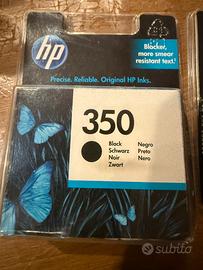 hp
Blacker,
more smear
resistant text.¹
Precise. Reliable. Original HP Inks.
350
Black Negro
Schwarz Preto
Noir Nero
Zwart
subito